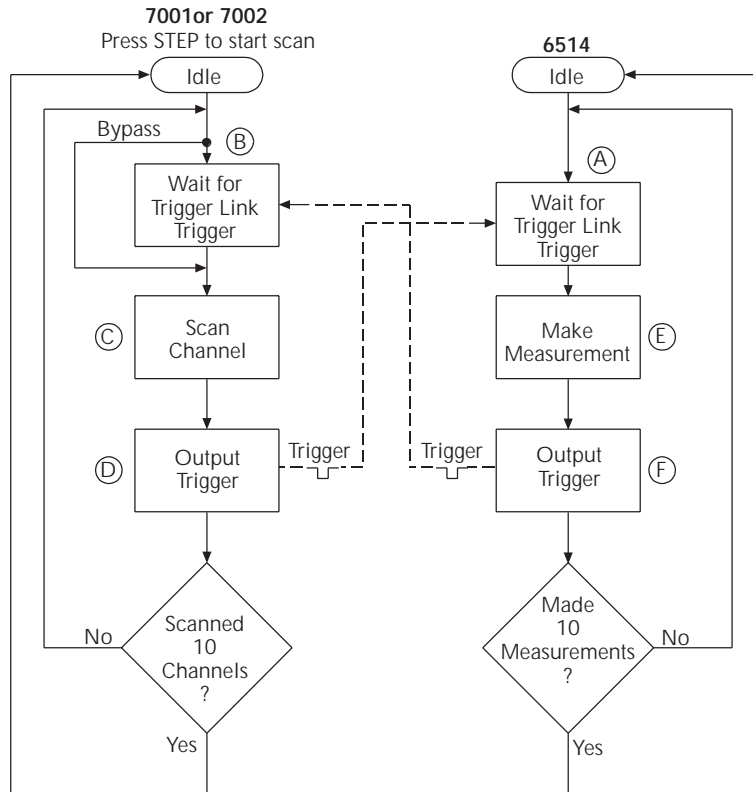 7001or 7002
Press STEP to start scan
Idle
Bypass
B
Wait for
Trigger Link
Trigger
C
Scan
Channel
D
Output
Trigger
Trigger
No
Scanned
10
Channels
?
Yes
6514
Idle
A
Wait for
Trigger Link
Trigger
Make
Measurement
E
Trigger
Output
Trigger
F
Made
10
Measurements
?
No
Yes